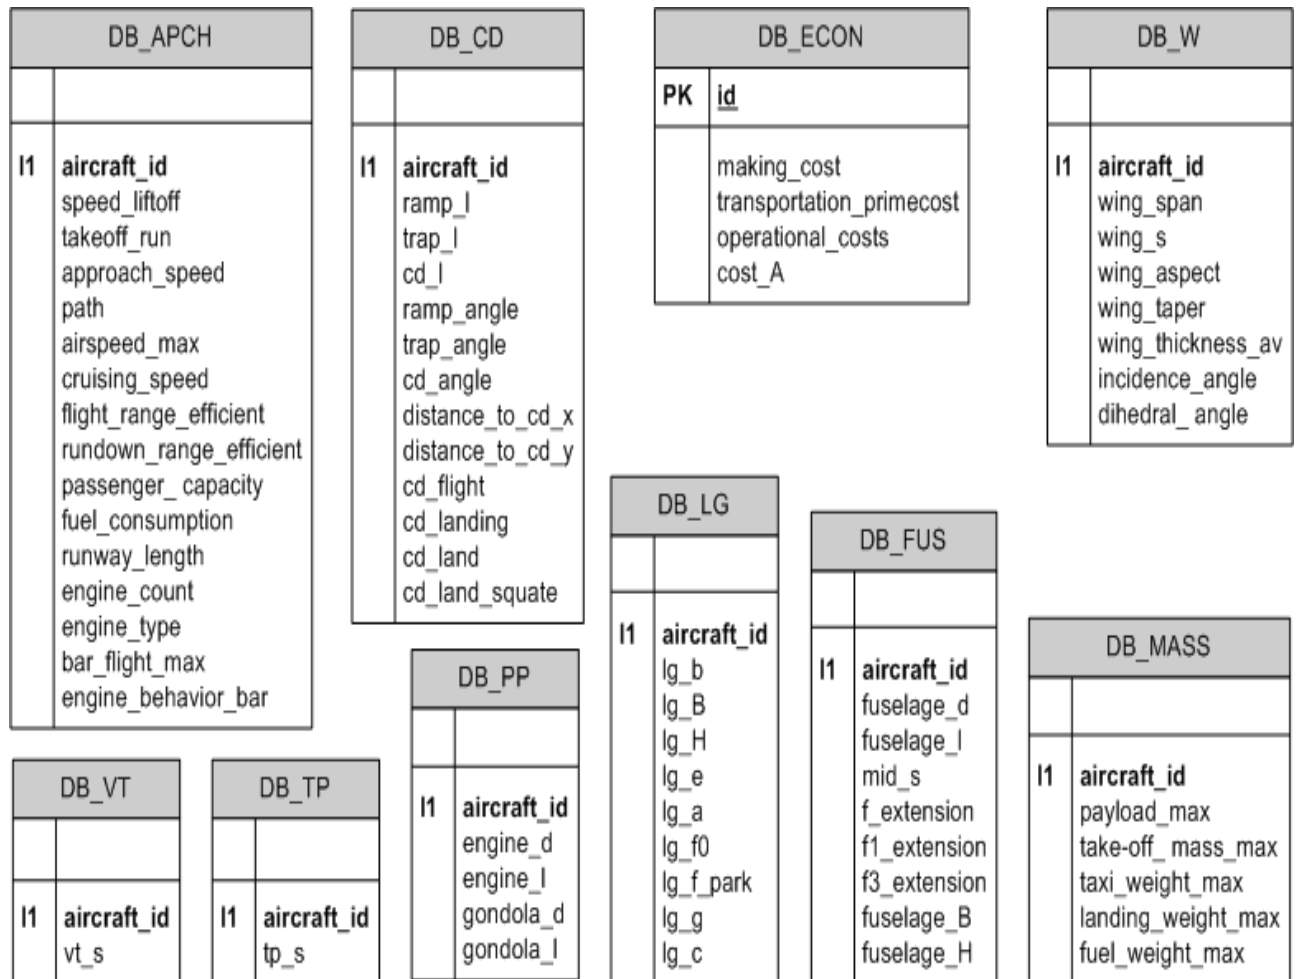 DB_APCH
I1 aircraft_id
speed_liftoff
takeoff_run
approach_speed
path
airspeed_max
cruising_speed
flight_range_efficient
rundown_range_efficient
passenger_ capacity
fuel_consumption
runway_length
engine_count
engine_type
bar_flight_max
engine_behavior_bar
DB_CD
I1 aircraft_id
ramp_l
trap_l
cd_l
ramp_angle
trap_angle
cd_angle
distance_to_cd_x
distance_to_cd_y
cd_flight
cd_landing
cd_land
cd_land_squate
DB_ECON
PK id
making_cost
transportation_primecost
operational_costs
cost_A
DB_W
I1 aircraft_id
wing_span
wing_s
wing_aspect
wing_taper
wing_thickness_av
incidence_angle
dihedral_ angle
DB_LG
I1 aircraft_id
lg_b
lg_B
lg_H
lg_e
lg_a
lg_f0
lg_f_park
lg_g
lg_c
DB_FUS
I1 aircraft_id
fuselage_d
fuselage_l
mid_s
f_extension
f1_extension
f3_extension
fuselage_B
fuselage_H
DB_MASS
I1 aircraft_id
payload_max
take-off_ mass_max
taxi_weight_max
landing_weight_max
fuel_weight_max
DB_PP
I1 aircraft_id
engine_d
engine_l
gondola_d
gondola_l
DB_VT
I1 aircraft_id
vt_s
DB_TP
I1 aircraft_id
tp_s